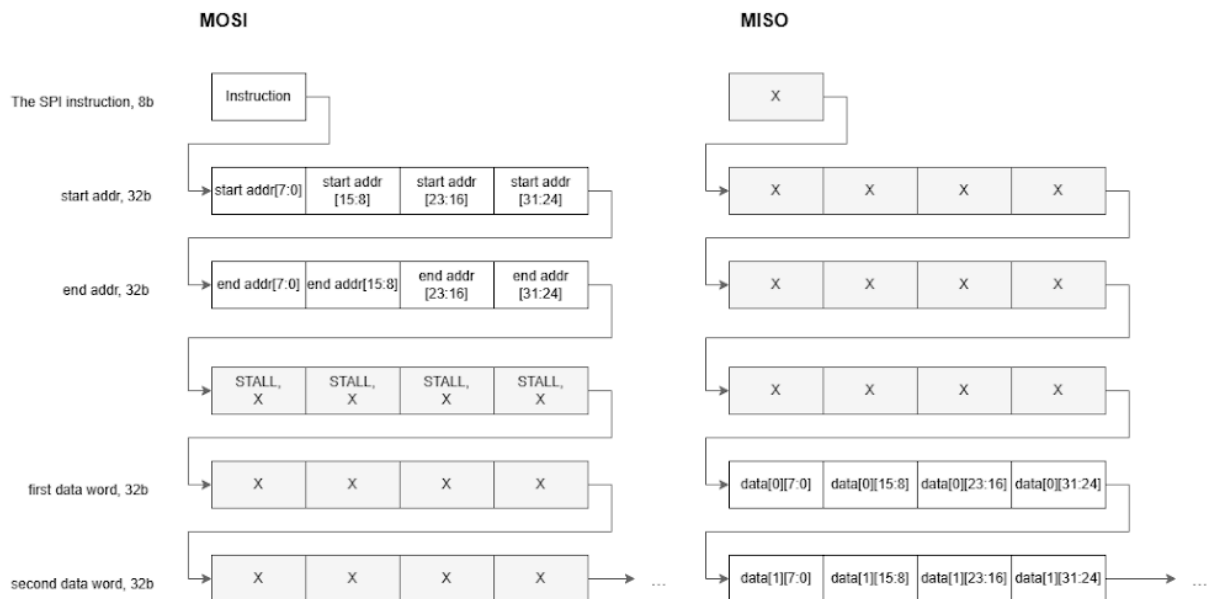 MOSI MISO
The SPI instruction, 8b Instruction X
start addr, 32b start addr[7:0] start addr [15:8] start addr [23:16] start addr [31:24] X X X X
end addr, 32b end addr[7:0] end addr[15:8] end addr [23:16] end addr [31:24] X X X X
STALL, X STALL, X STALL, X STALL, X X X X X
first data word, 32b X X X X data[0][7:0] data[0][15:8] data[0][23:16] data[0][31:24]
second data word, 32b X X X X ... data[1][7:0] data[1][15:8] data[1][23:16] data[1][31:24] ...